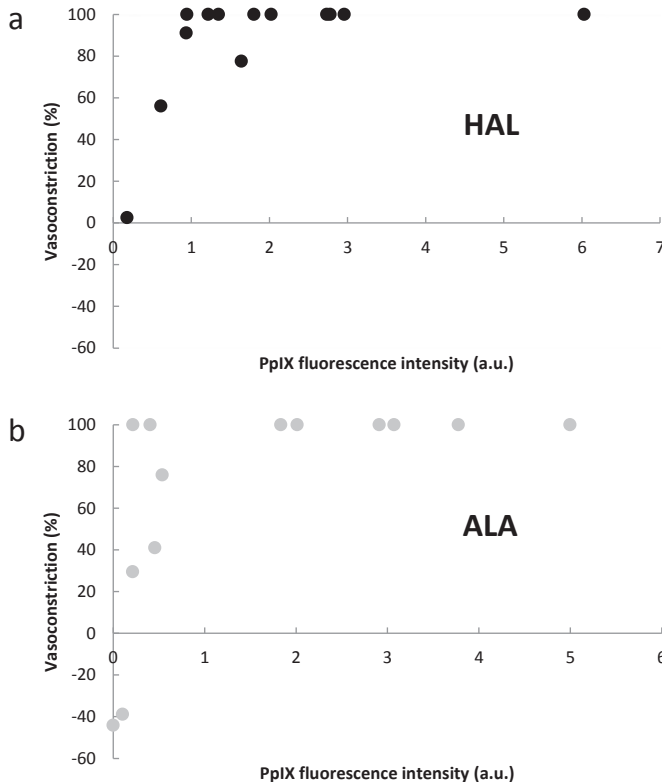 a
100
80
60
40
20
0
-20
-40
-60
Vasoconstriction (%)
HAL
0 1 2 3 4 5 6 7
PpIX fluorescence intensity (a.u.)
b
100
80
60
40
20
0
-20
-40
-60
Vasoconstriction (%)
ALA
0 1 2 3 4 5 6
PpIX fluorescence intensity (a.u.)